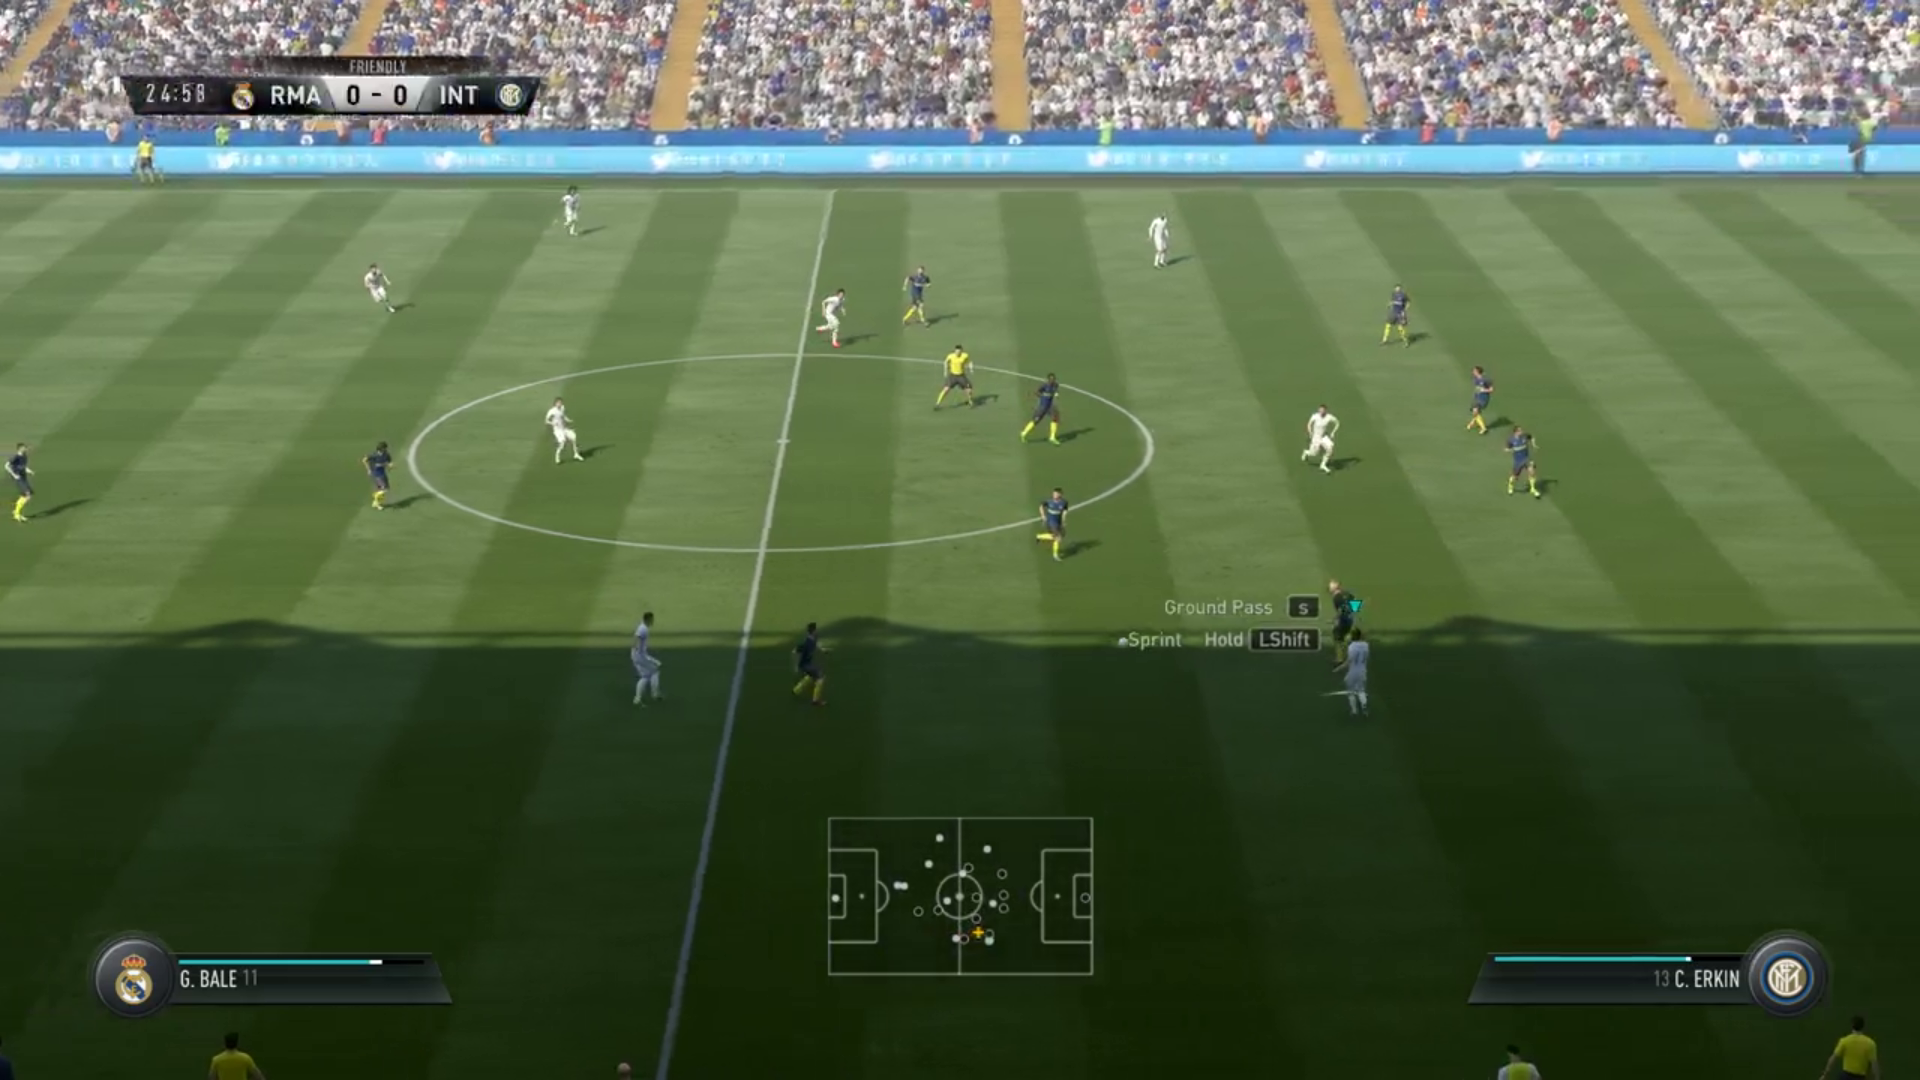 FRIENDLY
24:58 RMA 0 - 0 INT
Ground Pass S
Sprint Hold LShift
G. BALE 11
13 C. ERKIN